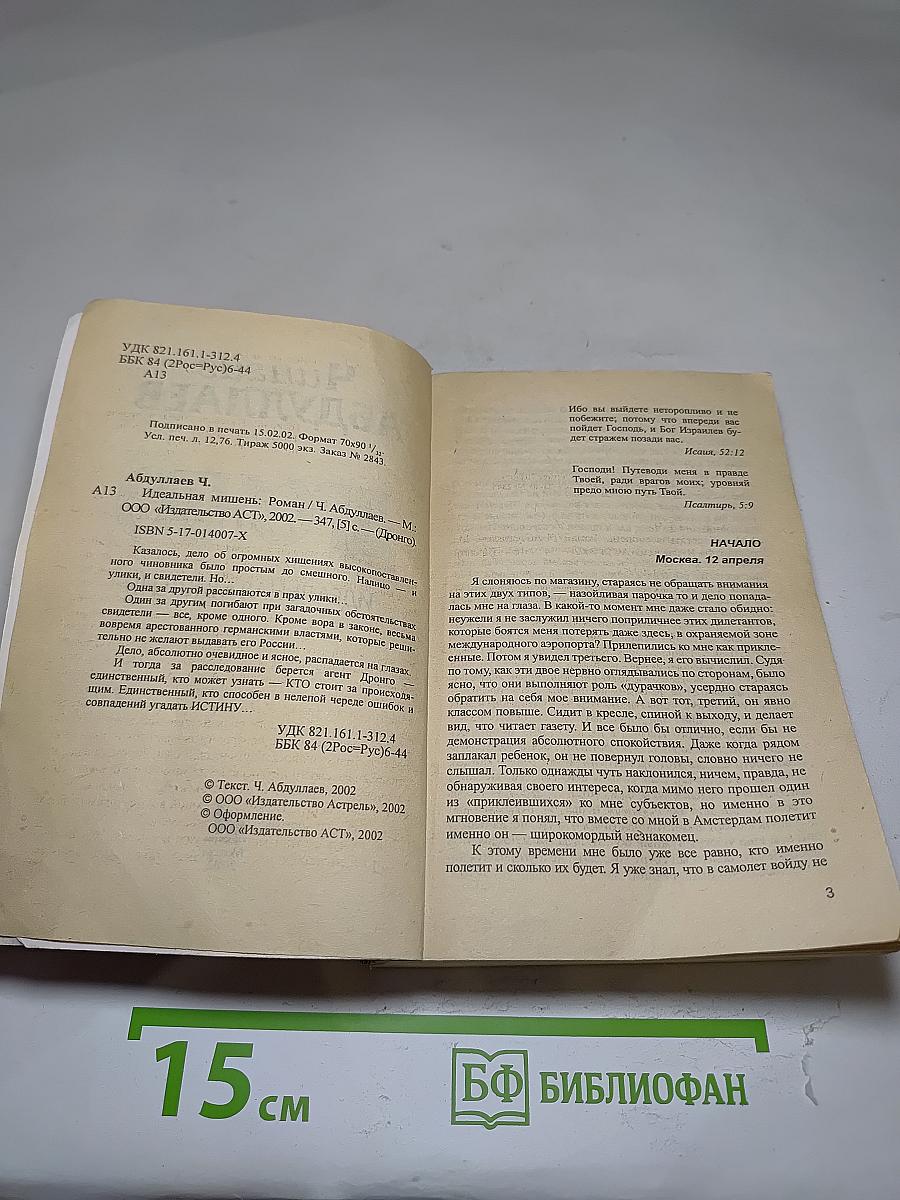 УДК 821.161.1-312.4
ББК 84 (2Рос=Рус)6-44
А13
Подписано в печать 15.02.02. Формат 70х90 1/32.
Усл. печ. л. 12,76. Тираж 5000 экз. Заказ № 2843.
Абдуллаев Ч.
А13 Идеальная мишень: Роман / Ч. Абдуллаев. — М.:
ООО «Издательство АСТ», 2002. — 347, [5] с. — (Дронго).
ISBN 5-17-014007-X
Казалось, дело об огромных хищениях высокопоставлен-
ного чиновника было простым до смешного. Налицо — и
улики, и свидетели. Но...
Одна за другой рассыпаются в прах улики...
Один за другим погибают при загадочных обстоятельствах
свидетели — все, кроме одного. Кроме вора в законе, весьма
вовремя арестованного германскими властями, которые реши-
тельно не желают выдавать его России...
Дело, абсолютно очевидное и ясное, распадается на глазах.
И тогда за расследование берется агент Дронго —
единственный, кто может узнать — КТО стоит за происходя-
щим. Единственный, кто способен в нелепой череде ошибок и
совпадений угадать ИСТИНУ...
УДК 821.161.1-312.4
ББК 84 (2Рос=Рус)6-44
© Текст. Ч. Абдуллаев, 2002
© ООО «Издательство Астрель», 2002
© Оформление.
ООО «Издательство АСТ», 2002
Ибо вы выйдете неторопливо и не
побежите; потому что впереди вас
пойдет Господь, и Бог Израилев бу-
дет стражем позади вас.
Исаия, 52:12
Господи! Путеводи меня в правде
Твоей, ради врагов моих; уровняй
предо мною путь Твой.
Псалтирь, 5:9
НАЧАЛО
Москва. 12 апреля
Я слоняюсь по магазину, стараясь не обращать внимания
на этих двух типов, — назойливая парочка то и дело попада-
лась мне на глаза. В какой-то момент мне даже стало обидно:
неужели я не заслужил ничего поприличнее этих дилетантов,
которые боятся меня потерять даже здесь, в охраняемой зоне
международного аэропорта? Прилепились ко мне как прикле-
енные. Потом я увидел третьего. Вернее, я его вычислил. Судя
по тому, как эти двое нервно оглядывались по сторонам, было
ясно, что они выполняют роль «дурачков», усердно стараясь
обратить на себя мое внимание. А вот тот, третий, он явно
классом повыше. Сидит в кресле, спиной к выходу, и делает
вид, что читает газету. И все было бы отлично, если бы не
демонстрация абсолютного спокойствия. Даже когда рядом
заплакал ребенок, он не повернул головы, словно ничего не
слышал. Только однажды чуть наклонился, ничем, правда, не
обнаруживая своего интереса, когда мимо него прошел один
из «приклеившихся» ко мне субъектов, но именно в это
мгновение я понял, что вместе со мной в Амстердам полетит
именно он — широкомордый незнакомец.
К этому времени мне было уже все равно, кто именно
полетит и сколько их будет. Я уже знал, что в самолет войду не
3
15 см
БФ БИБЛИОФАН